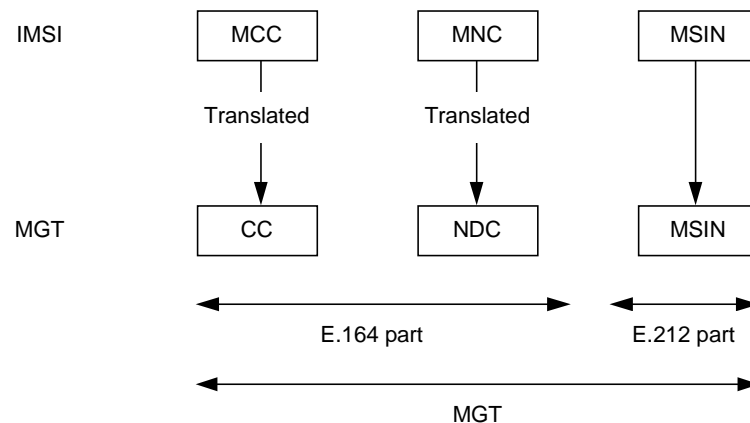 IMSI MCC MNC MSIN
Translated Translated
MGT CC NDC MSIN
E.164 part E.212 part
MGT